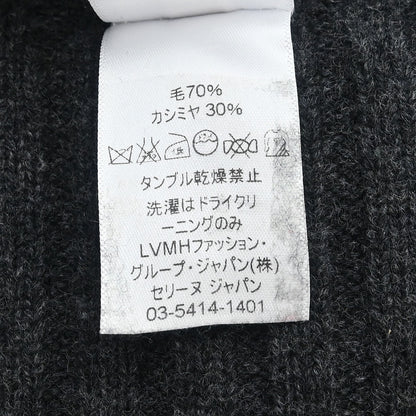 毛70%
カシミヤ 30%
タンブル乾燥禁止
洗濯はドライクリ
ーニングのみ
LVMHファッション・
グループ・ジャパン(株)
セリーヌ ジャパン
03-5414-1401